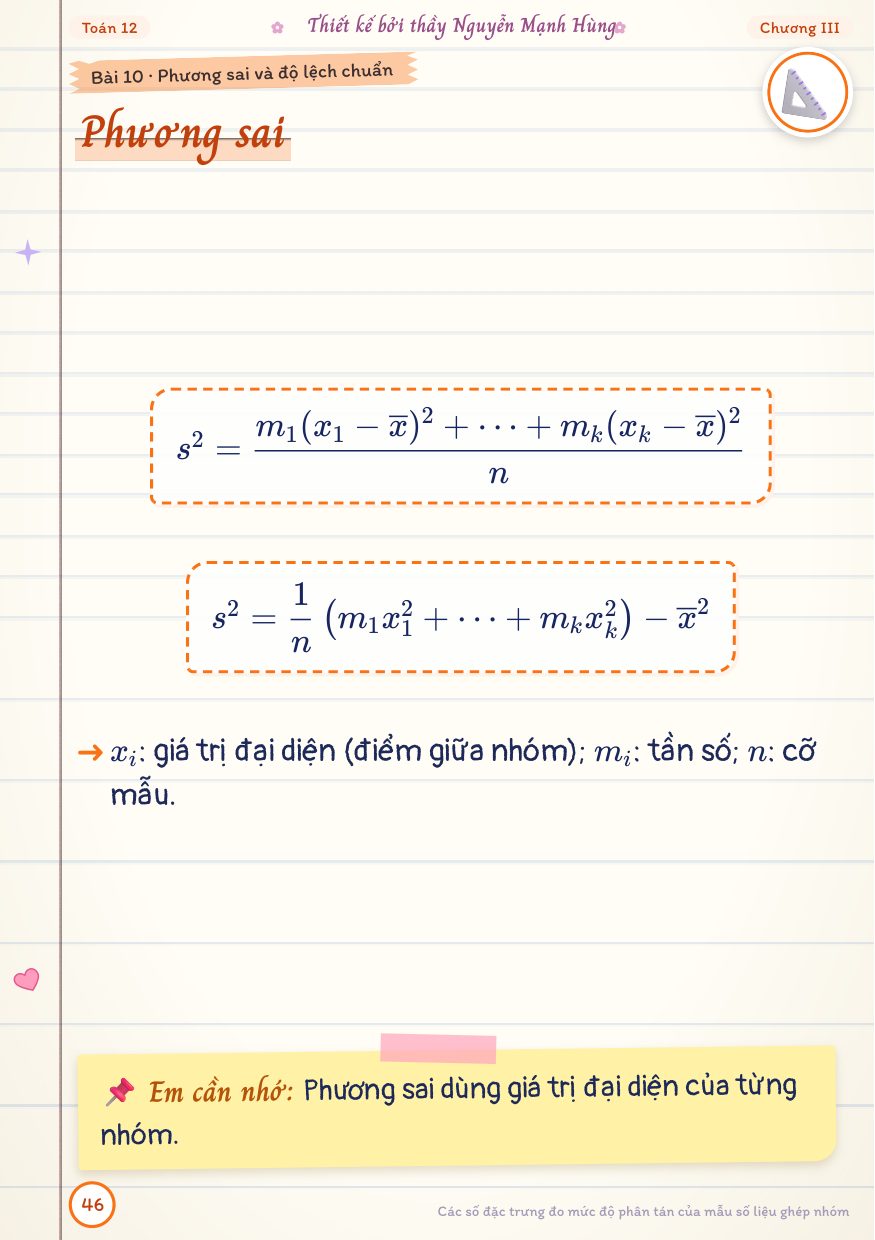 Toán 12
Thiết kế bởi thầy Nguyễn Mạnh Hùng
Chương III
Bài 10 · Phương sai và độ lệch chuẩn
Phương sai
s² = (m₁(x₁ − x̅)² + ··· + mₖ(xₖ − x̅)²) / n
s² = 1/n (m₁x₁² + ··· + mₖxₖ²) − x̅²
→ xᵢ: giá trị đại diện (điểm giữa nhóm); mᵢ: tần số; n: cỡ
mẫu.
📌 Em cần nhớ: Phương sai dùng giá trị đại diện của từng
nhóm.
46
Các số đặc trưng đo mức độ phân tán của mẫu số liệu ghép nhóm